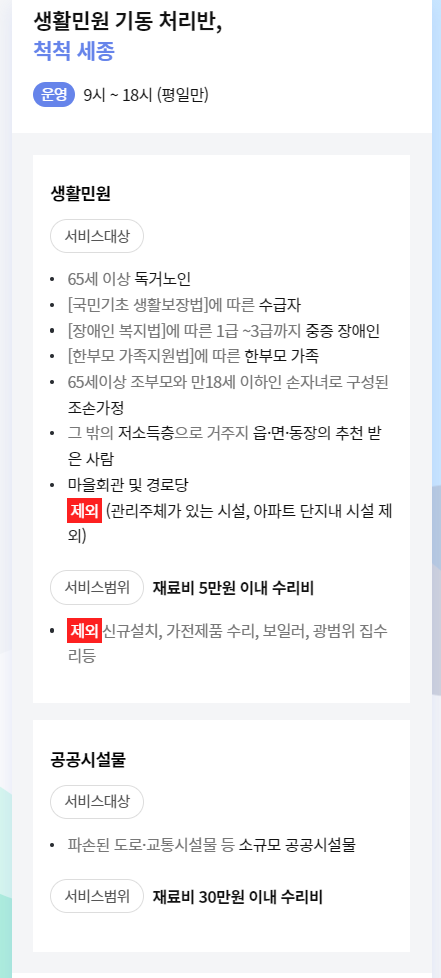 생활민원 기동 처리반,
척척 세종
운영 9시 ~ 18시 (평일만)
생활민원
서비스대상
• 65세 이상 독거노인
• [국민기초 생활보장법]에 따른 수급자
• [장애인 복지법]에 따른 1급 ~3급까지 중증 장애인
• [한부모 가족지원법]에 따른 한부모 가족
• 65세이상 조부모와 만18세 이하인 손자녀로 구성된
조손가정
• 그 밖의 저소득층으로 거주지 읍·면·동장의 추천 받
은 사람
• 마을회관 및 경로당
제외 (관리주체가 있는 시설, 아파트 단지내 시설 제
외)
서비스범위 재료비 5만원 이내 수리비
• 제외 신규설치, 가전제품 수리, 보일러, 광범위 집수
리등
공공시설물
서비스대상
• 파손된 도로·교통시설물 등 소규모 공공시설물
서비스범위 재료비 30만원 이내 수리비